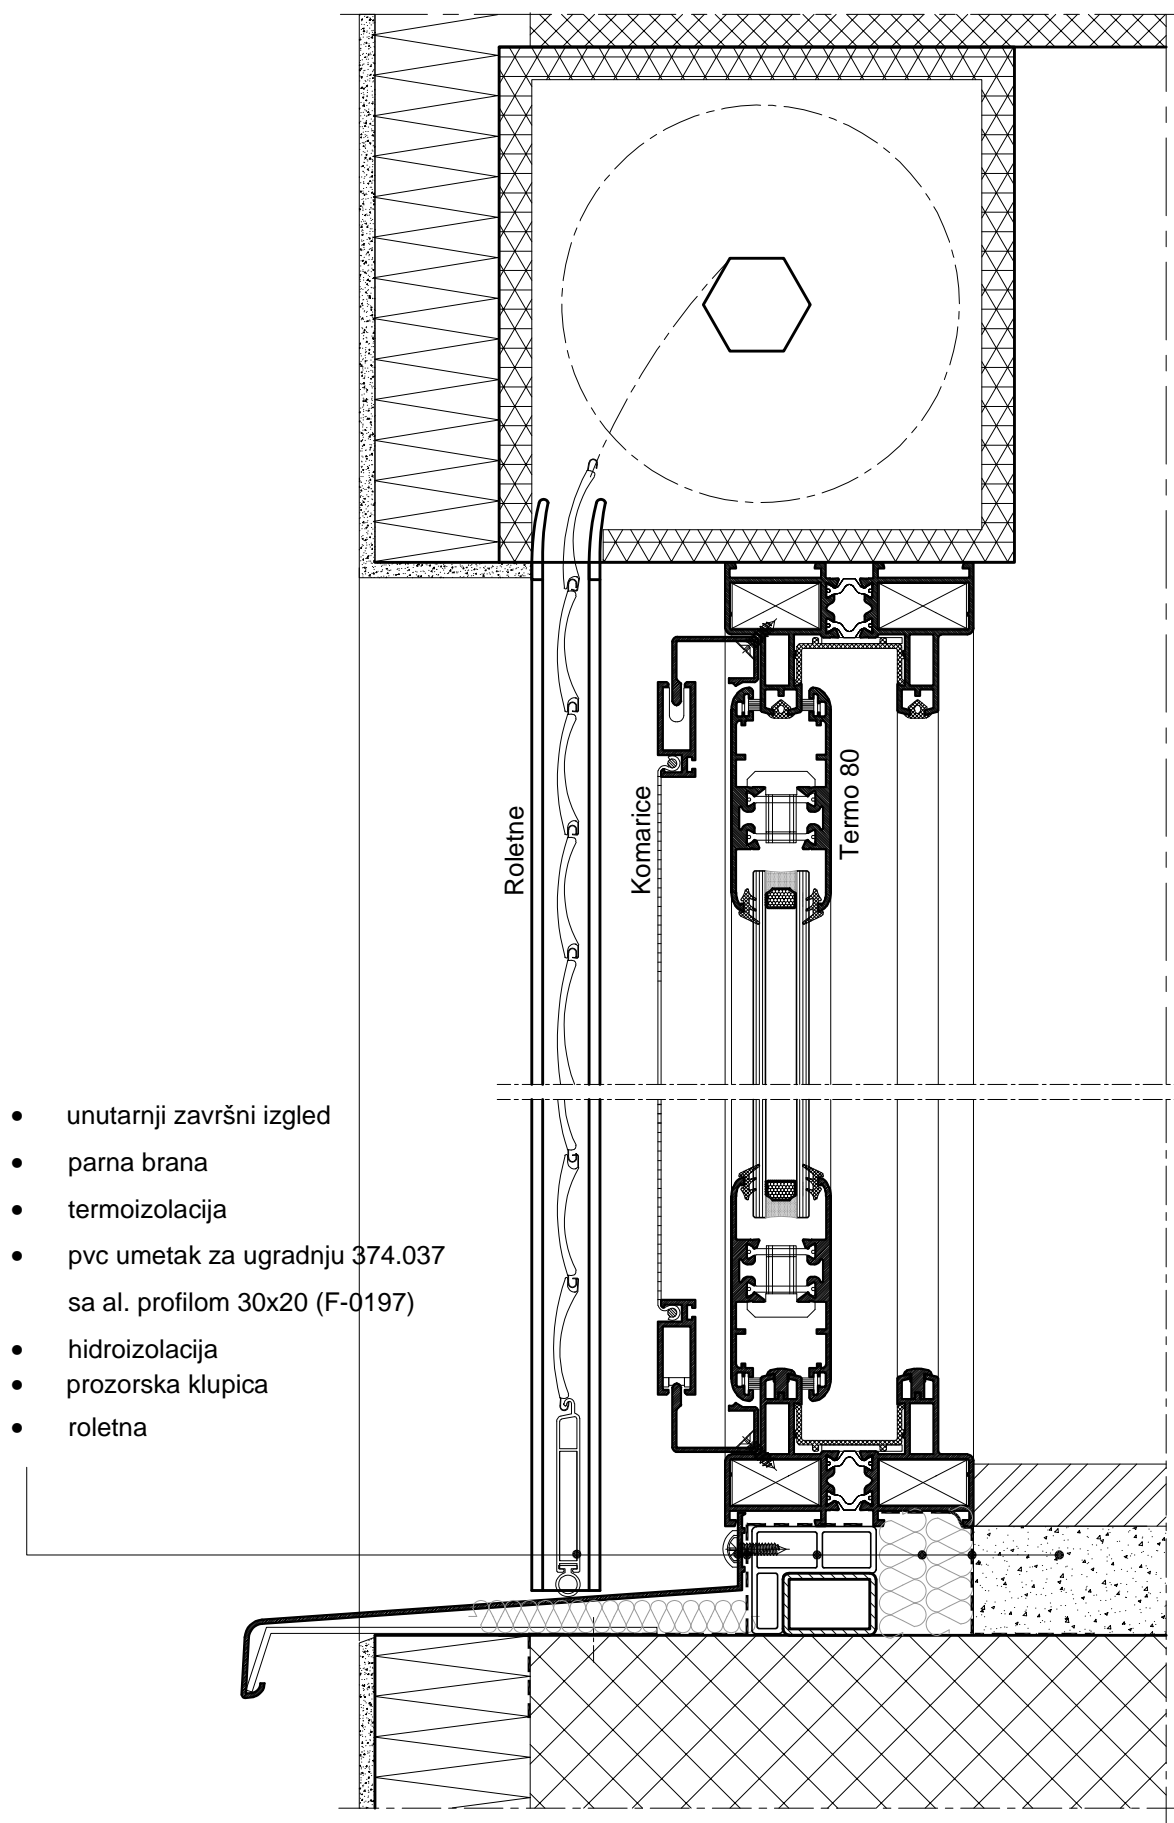 Roletne
Komarice
Termo 80
• unutarnji završni izgled
• parna brana
• termoizolacija
• pvc umetak za ugradnju 374.037
sa al. profilom 30x20 (F-0197)
• hidroizolacija
• prozorska klupica
• roletna